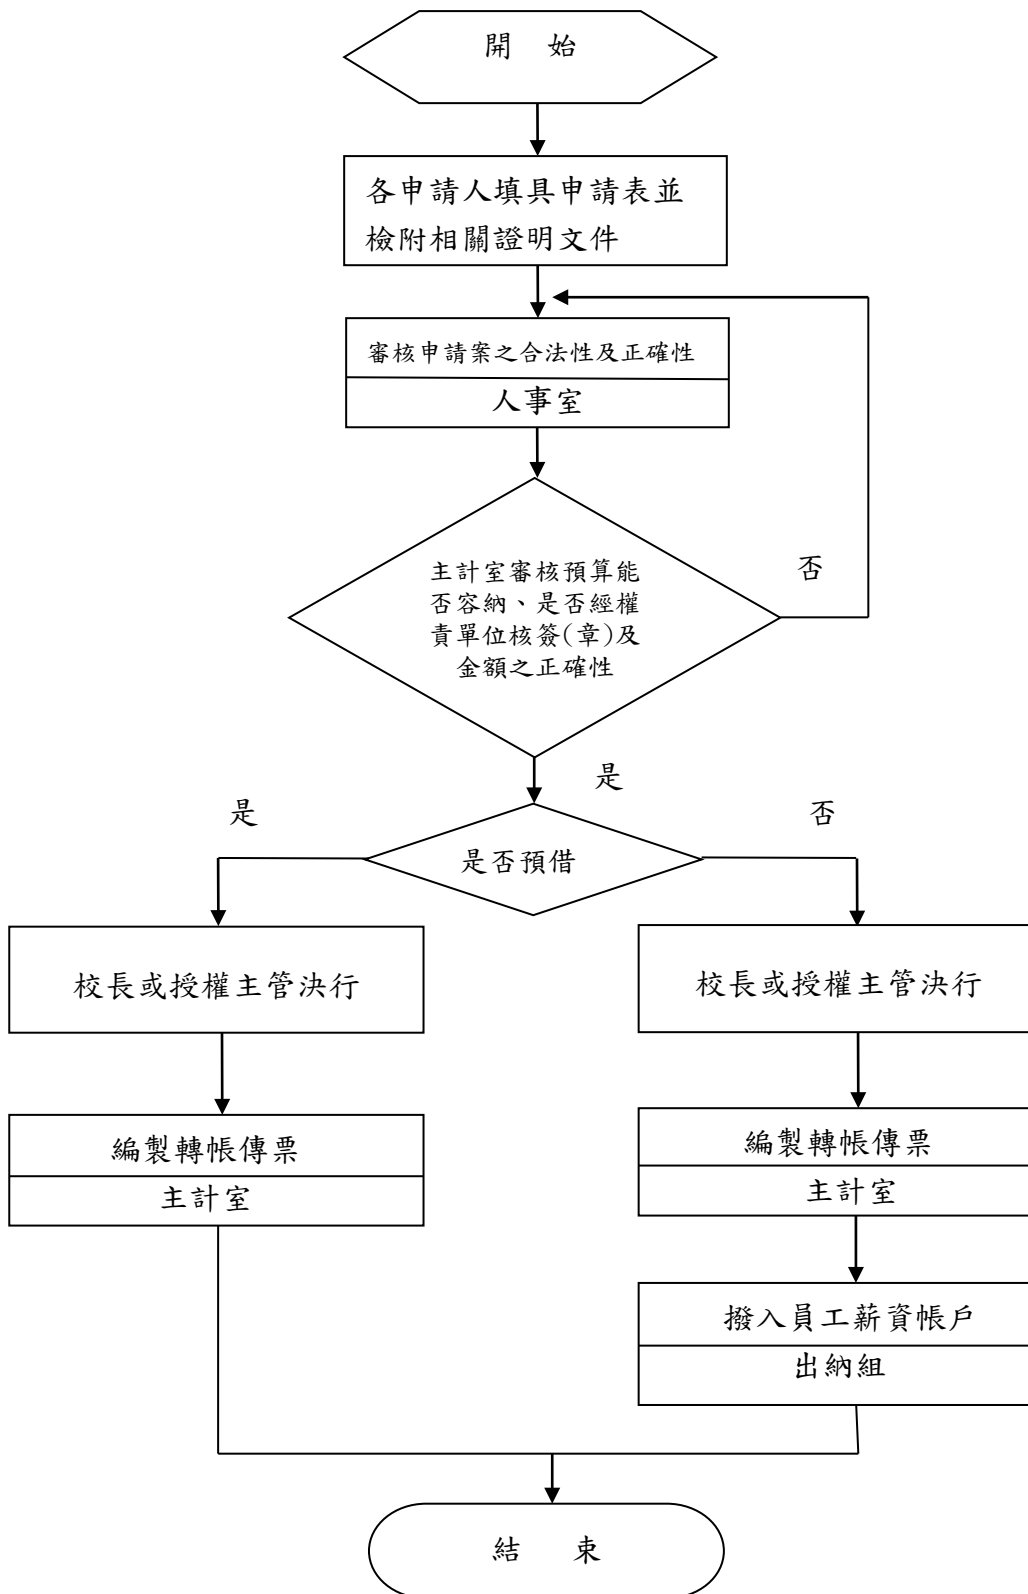 開 始
各申請人填具申請表並
檢附相關證明文件
審核申請案之合法性及正確性
人事室
主計室審核預算能
否容納、是否經權
責單位核簽(章)及
金額之正確性
否
是
是
否
是否預借
校長或授權主管決行
校長或授權主管決行
編製轉帳傳票
主計室
編製轉帳傳票
主計室
撥入員工薪資帳戶
出納組
結 束